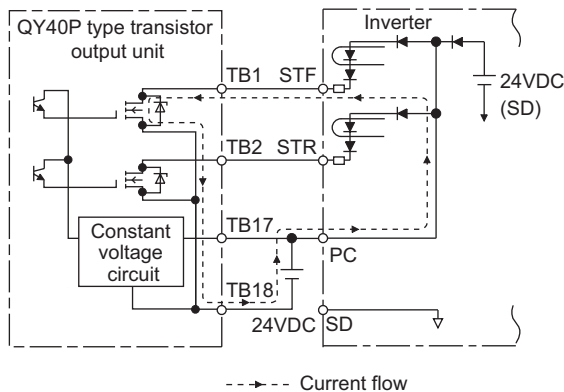 QY40P type transistor
output unit
Inverter
TB1 STF
24VDC
(SD)
TB2 STR
Constant
voltage
circuit
TB17
PC
TB18
24VDC SD
Current flow